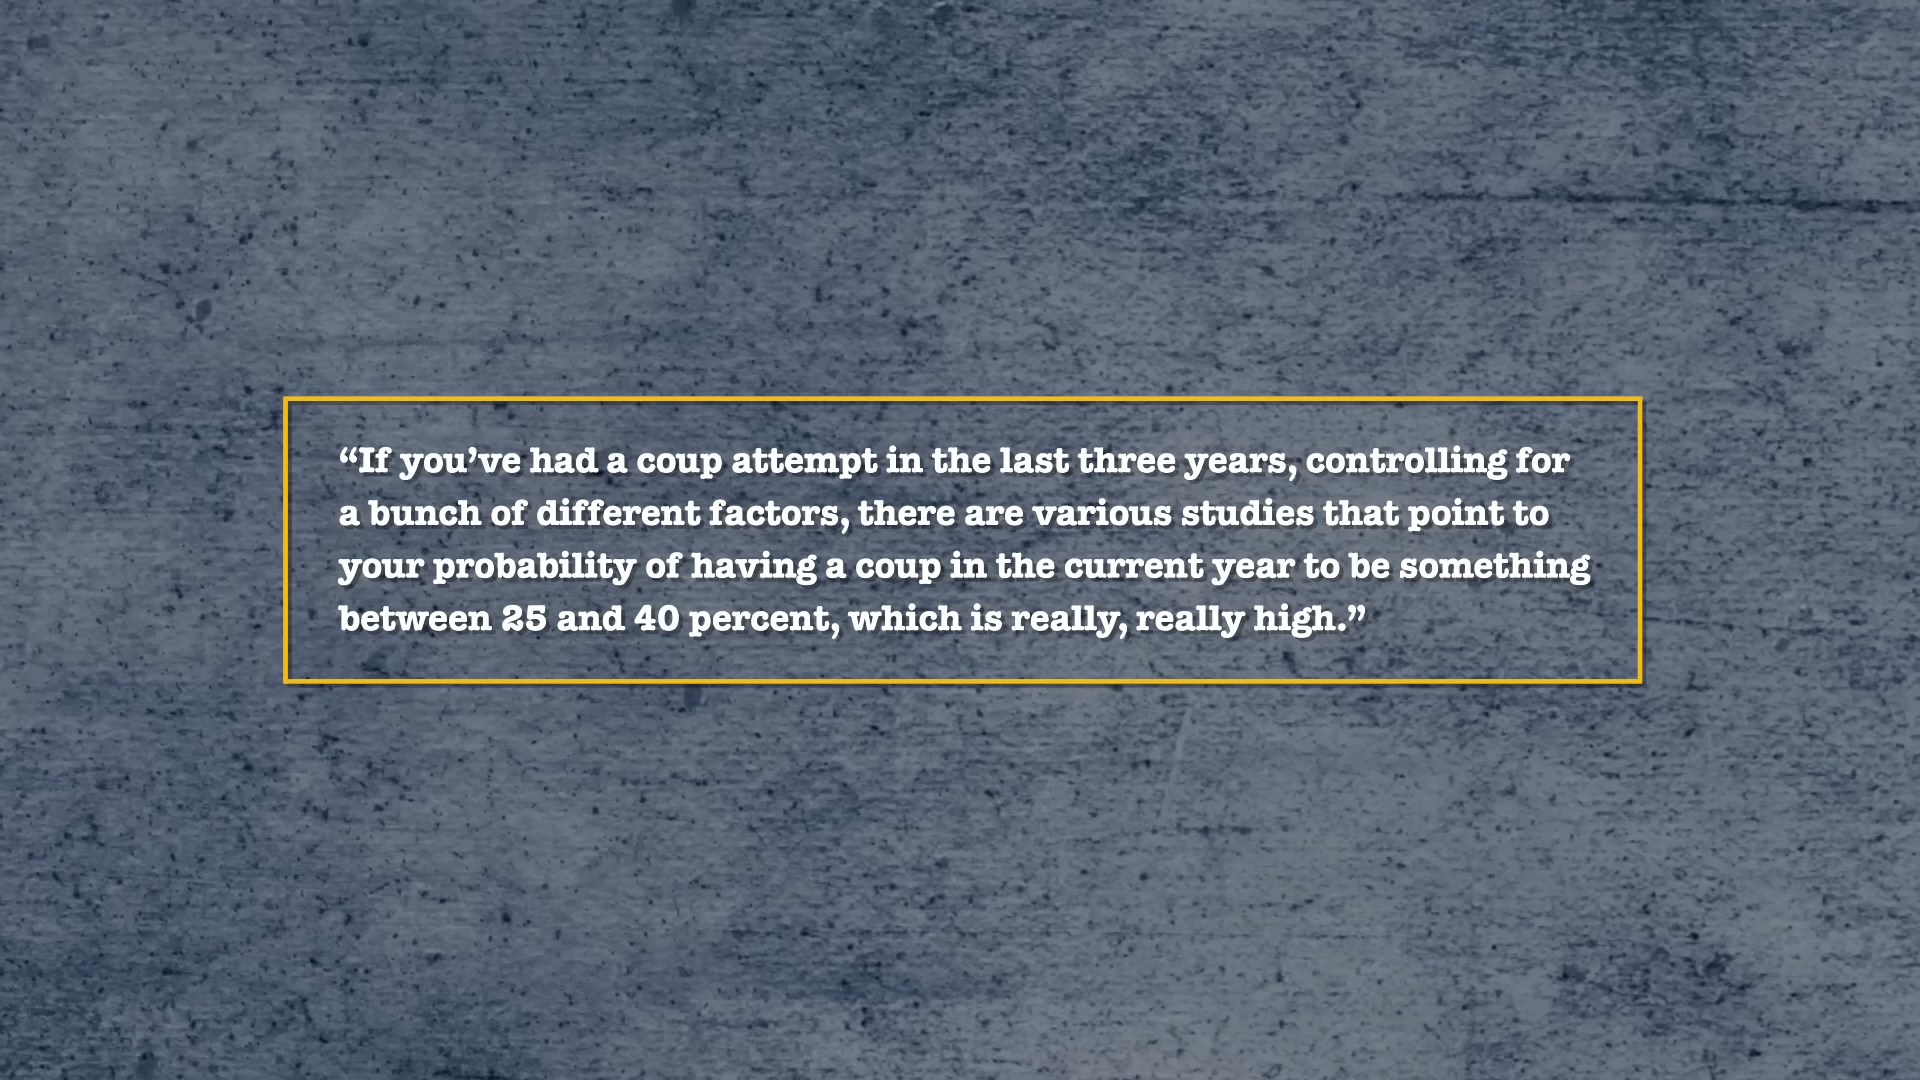 “If you’ve had a coup attempt in the last three years, controlling for
a bunch of different factors, there are various studies that point to
your probability of having a coup in the current year to be something
between 25 and 40 percent, which is really, really high.”